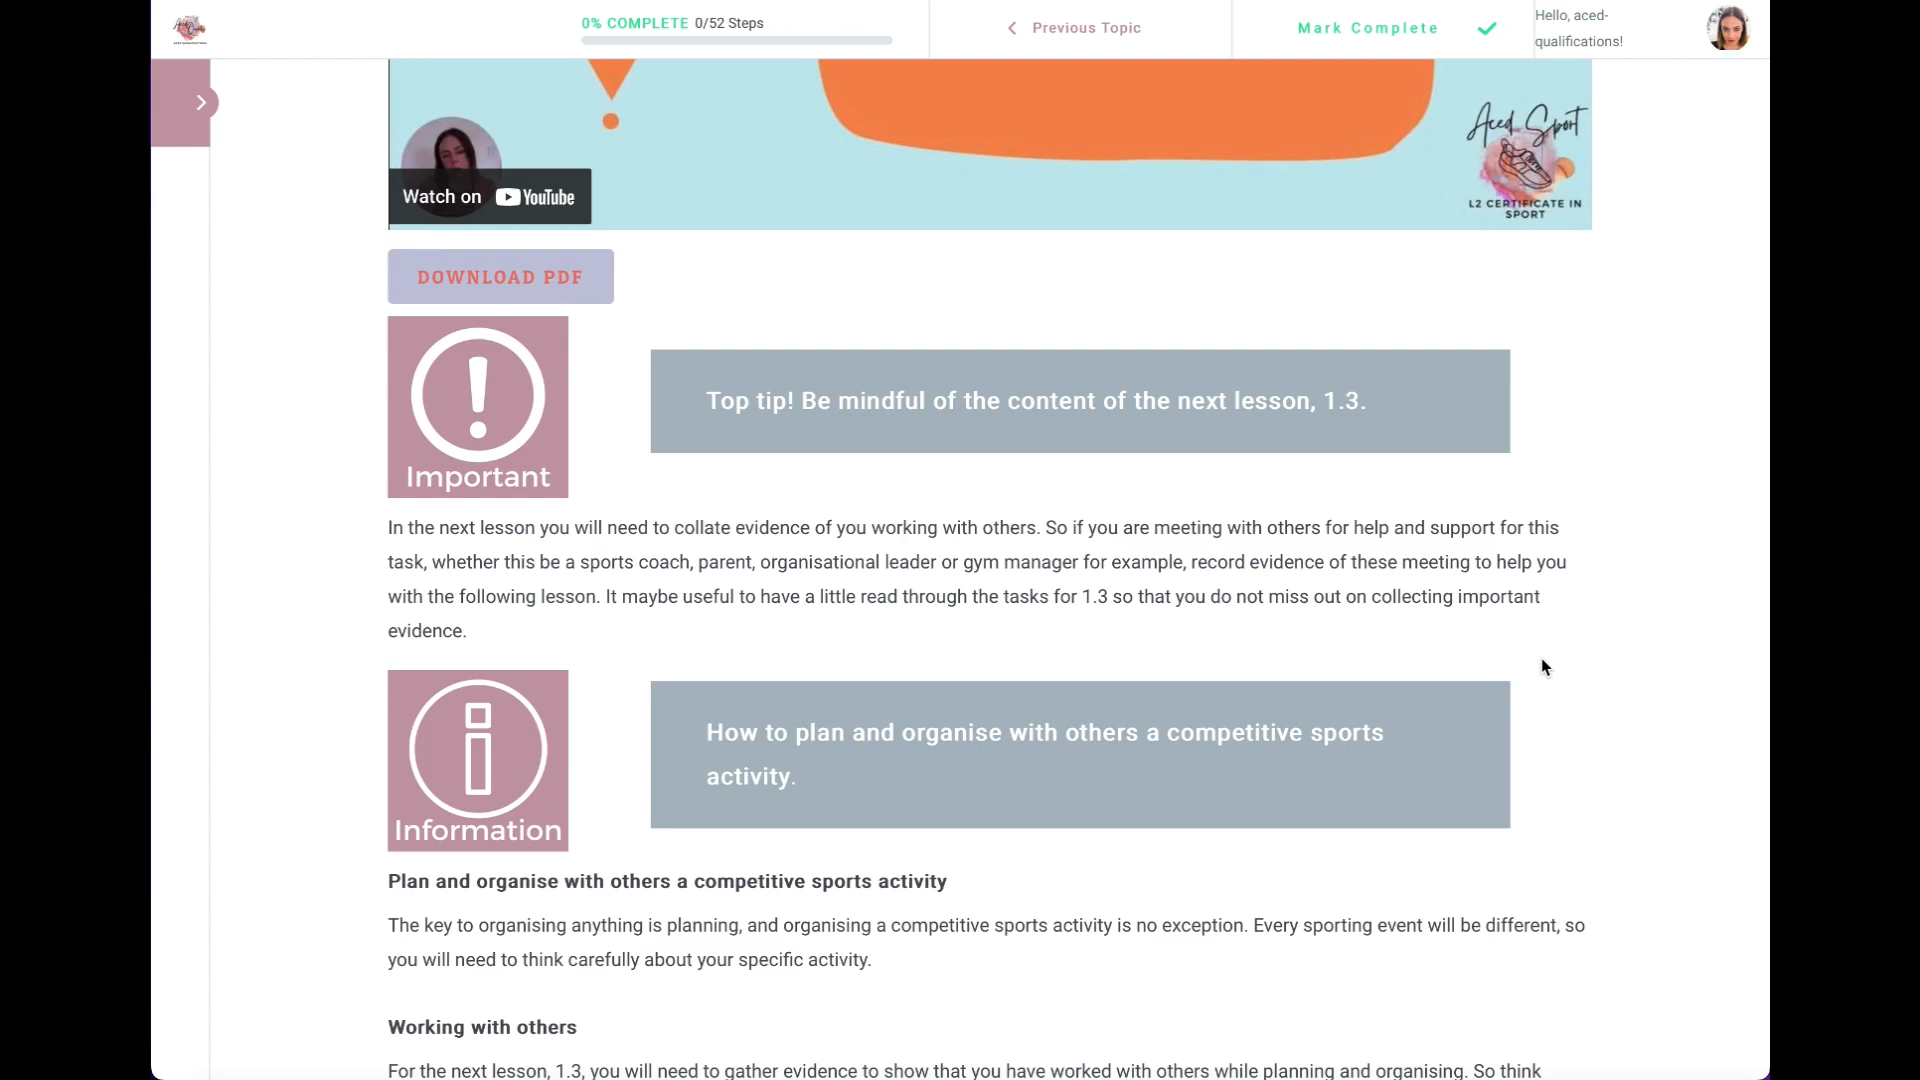 0% COMPLETE 0/52 Steps
Previous Topic
Mark Complete
Hello, aced-
qualifications!
Aced Sport
L2 CERTIFICATE IN
SPORT
Watch on YouTube
DOWNLOAD PDF
Important
Top tip! Be mindful of the content of the next lesson, 1.3.
In the next lesson you will need to collate evidence of you working with others. So if you are meeting with others for help and support for this
task, whether this be a sports coach, parent, organisational leader or gym manager for example, record evidence of these meeting to help you
with the following lesson. It maybe useful to have a little read through the tasks for 1.3 so that you do not miss out on collecting important
evidence.
Information
How to plan and organise with others a competitive sports
activity.
Plan and organise with others a competitive sports activity
The key to organising anything is planning, and organising a competitive sports activity is no exception. Every sporting event will be different, so
you will need to think carefully about your specific activity.
Working with others
For the next lesson, 1.3, you will need to gather evidence to show that you have worked with others while planning and organising. So think